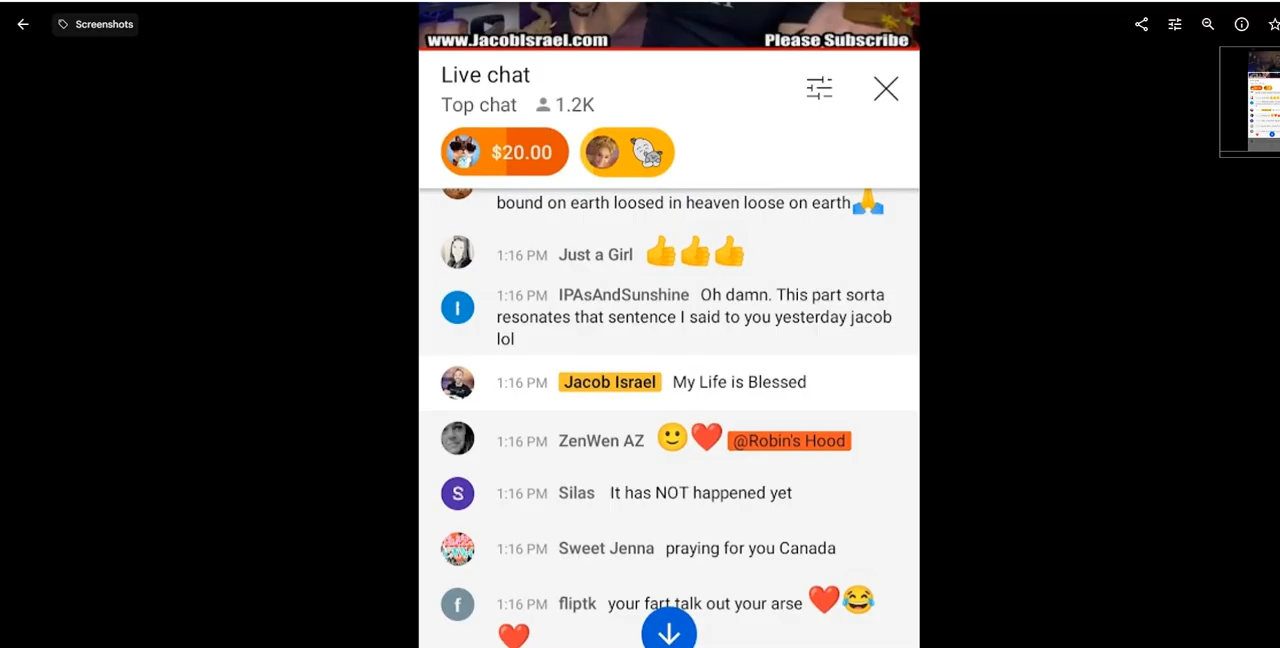 Screenshots
www.JacobIsrael.com
Please Subscribe
Live chat
Top chat 1.2K
$20.00
bound on earth loosed in heaven loose on earth🙏
1:16 PM Just a Girl 👍👍👍
1:16 PM IPAsAndSunshine Oh damn. This part sorta
resonates that sentence I said to you yesterday jacob
lol
1:16 PM Jacob Israel My Life is Blessed
1:16 PM ZenWen AZ 🙂❤️ @Robin's Hood
S 1:16 PM Silas It has NOT happened yet
1:16 PM Sweet Jenna praying for you Canada
f 1:16 PM fliptk your fart talk out your arse ❤️😂
❤️